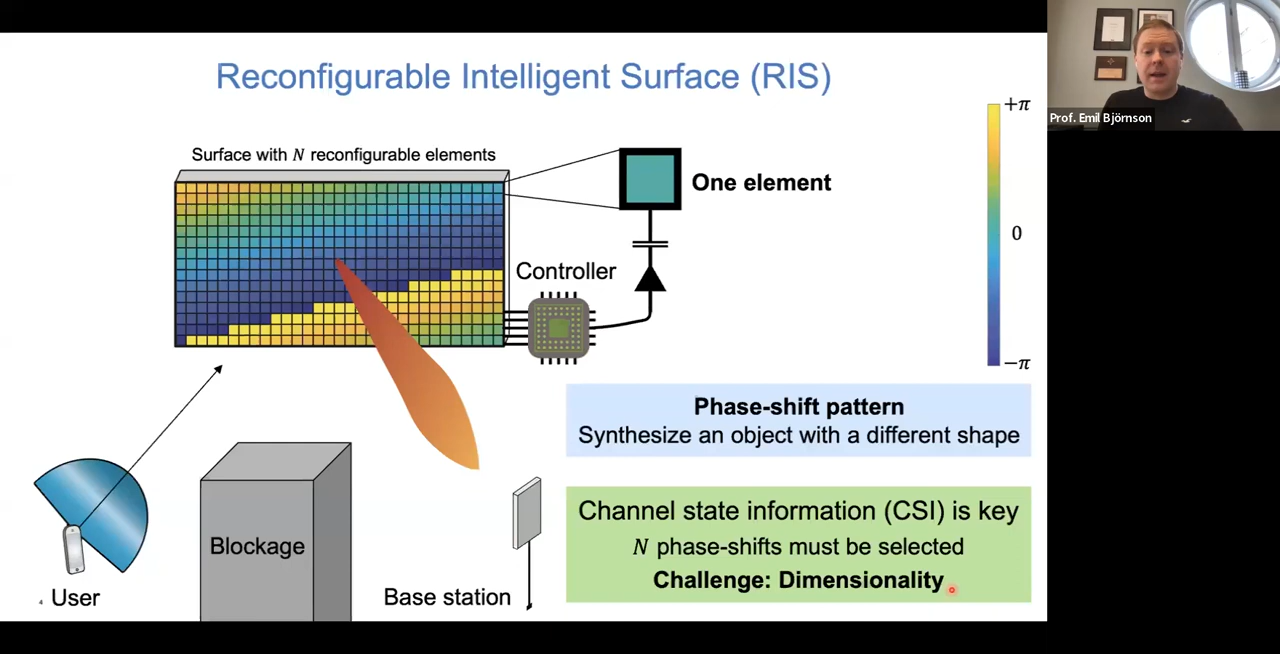 Reconfigurable Intelligent Surface (RIS)
Prof. Emil Björnson
+π
Surface with N reconfigurable elements
One element
0
Controller
−π
Phase-shift pattern
Synthesize an object with a different shape
Channel state information (CSI) is key
N phase-shifts must be selected
Challenge: Dimensionality
Blockage
Base station
4
User